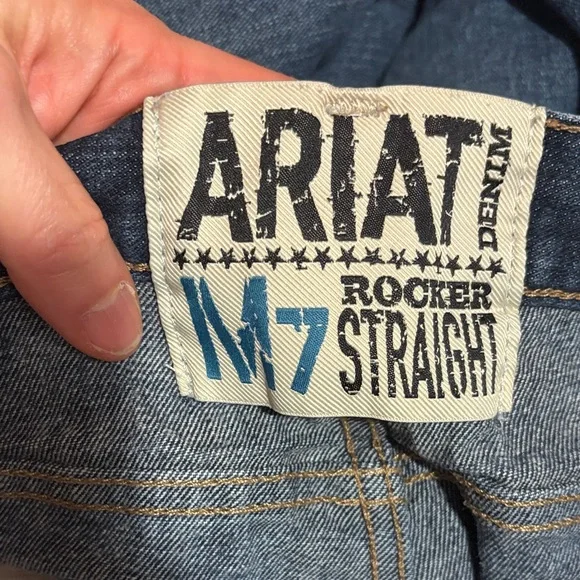 ARIAT DENIM
M7 ROCKER
STRAIGHT